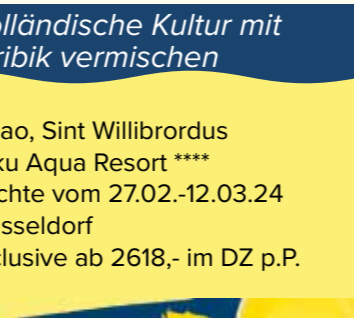 lländische Kultur mit
ribik vermischen
ao, Sint Willibrordus
ku Aqua Resort ****
chte vom 27.02.-12.03.24
sseldorf
clusive ab 2618,- im DZ p.P.